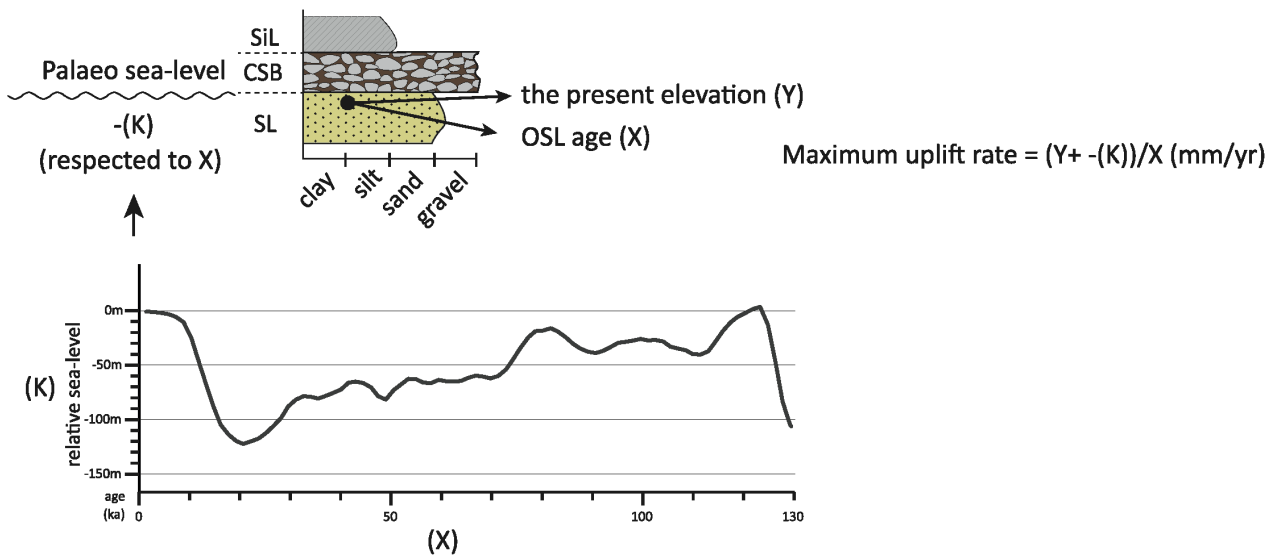 SiL
Palaeo sea-level
CSB
the present elevation (Y)
-(K)
SL
OSL age (X)
(respected to X)
Maximum uplift rate = (Y+ -(K))/X (mm/yr)
clay
silt
sand
gravel
0m
-50m
(K)
relative sea-level
-100m
-150m
age
(ka)
0
50
100
130
(X)